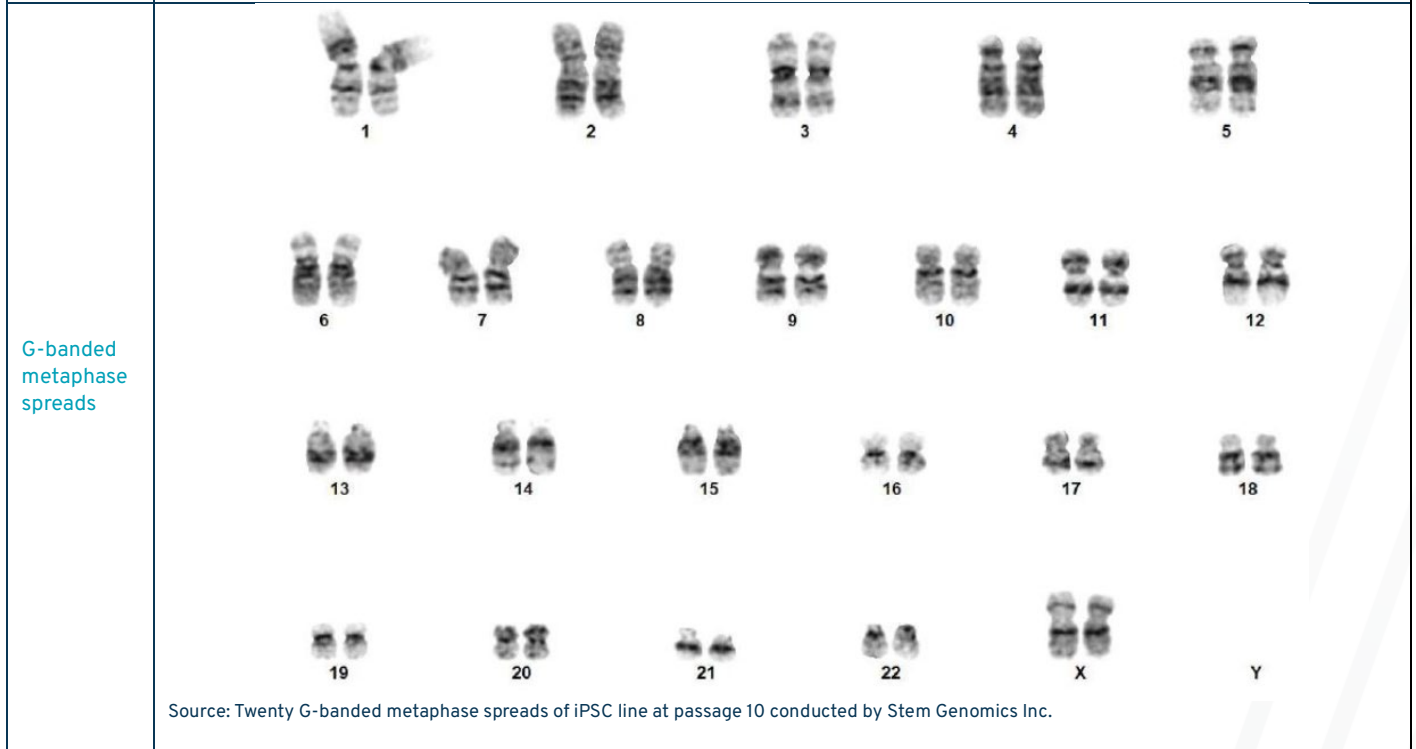 1 2 3 4 5
6 7 8 9 10 11 12
G-banded
metaphase
spreads
13 14 15 16 17 18
19 20 21 22 X Y
Source: Twenty G-banded metaphase spreads of iPSC line at passage 10 conducted by Stem Genomics Inc.